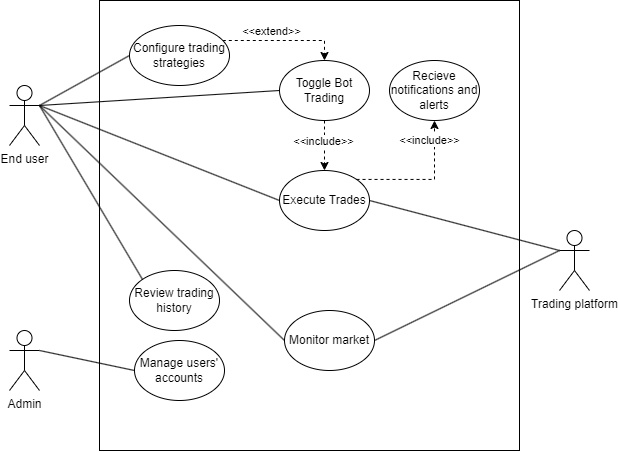 <<extend>>
Configure trading
strategies
Toggle Bot
Trading
Recieve
notifications and
alerts
<<include>>
<<include>>
End user
Execute Trades
Review trading
history
Trading platform
Monitor market
Manage users'
accounts
Admin